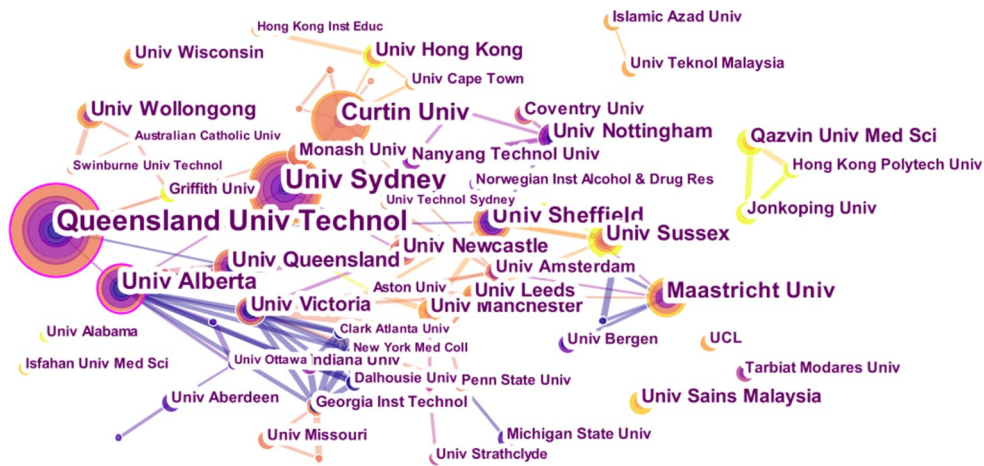 Islamic Azad Univ
Hong Kong Inst Educ
Univ Wisconsin
Univ Hong Kong
Univ Teknol Malaysia
Univ Cape Town
Univ Wollongong
Curtin Univ
Coventry Univ
Australian Catholic Univ
Univ Nottingham
Qazvin Univ Med Sci
Monash Univ
Nanyang Technol Univ
Swinburne Univ Technol
Hong Kong Polytech Univ
Univ Sydney
Norwegian Inst Alcohol & Drug Res
Griffith Univ
Univ Technol Sydney
Jonkoping Univ
Queensland Univ Technol
Univ Sheffield
Univ Sussex
Univ Newcastle
Univ Queensland
Univ Amsterdam
Univ Alberta
Aston Univ
Univ Leeds
Maastricht Univ
Univ Victoria
Univ Manchester
Univ Alabama
Clark Atlanta Univ
Univ Bergen
UCL
New York Med Coll
Isfahan Univ Med Sci
Univ Ottawa
Indiana Univ
Tarbiat Modares Univ
Dalhousie Univ
Penn State Univ
Univ Aberdeen
Georgia Inst Technol
Univ Sains Malaysia
Univ Missouri
Michigan State Univ
Univ Strathclyde